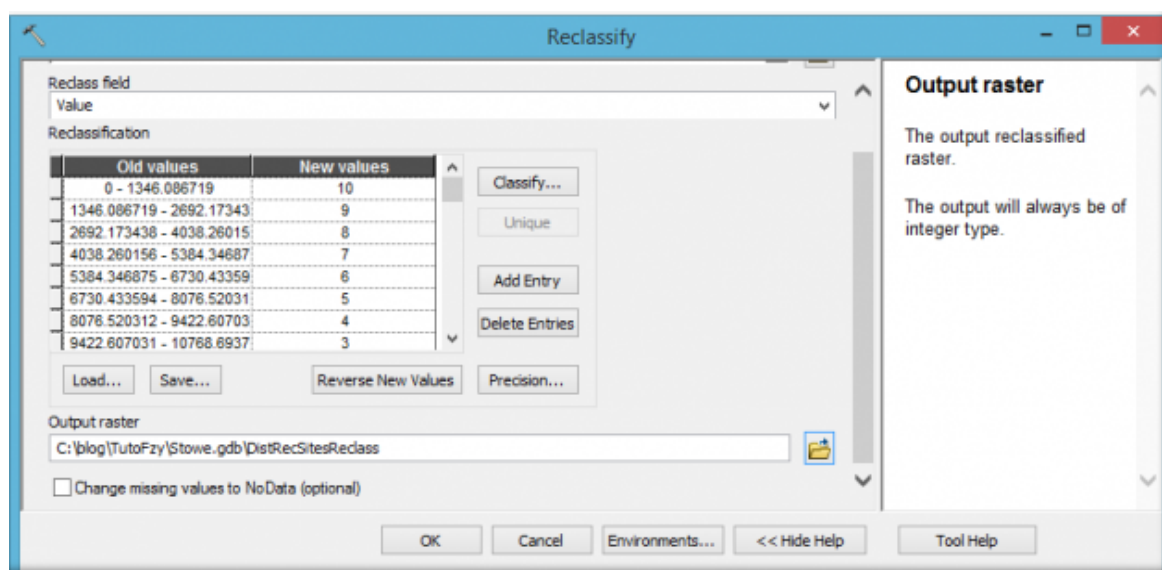 Reclassify
Reclass field
Value
Reclassification
Old values New values
0 - 1346.086719 10
1346.086719 - 2692.17343 9
2692.173438 - 4038.26015 8
4038.260156 - 5384.34687 7
5384.346875 - 6730.43359 6
6730.433594 - 8076.52031 5
8076.520312 - 9422.60703 4
9422.607031 - 10768.6937 3
Classify...
Unique
Add Entry
Delete Entries
Load... Save... Reverse New Values Precision...
Output raster
C:\blog\TutoFzy\Stowe.gdb\DistRecSitesReclass
Change missing values to NoData (optional)
OK Cancel Environments... << Hide Help Tool Help
Output raster
The output reclassified
raster.
The output will always be of
integer type.